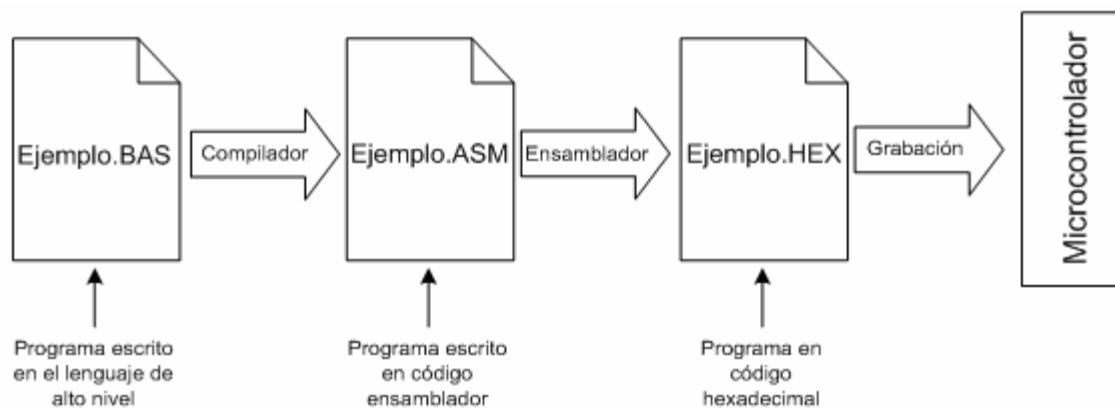 Ejemplo.BAS
Compilador
Ejemplo.ASM
Ensamblador
Ejemplo.HEX
Grabación
Microcontrolador
Programa escrito
en el lenguaje de
alto nivel
Programa escrito
en código
ensamblador
Programa en
código
hexadecimal